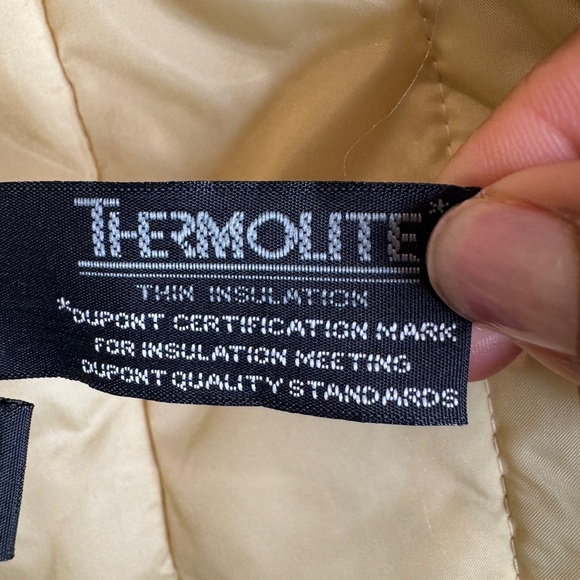 THERMOLITE*
THIN INSULATION
*DUPONT CERTIFICATION MARK
FOR INSULATION MEETING
DUPONT QUALITY STANDARDS